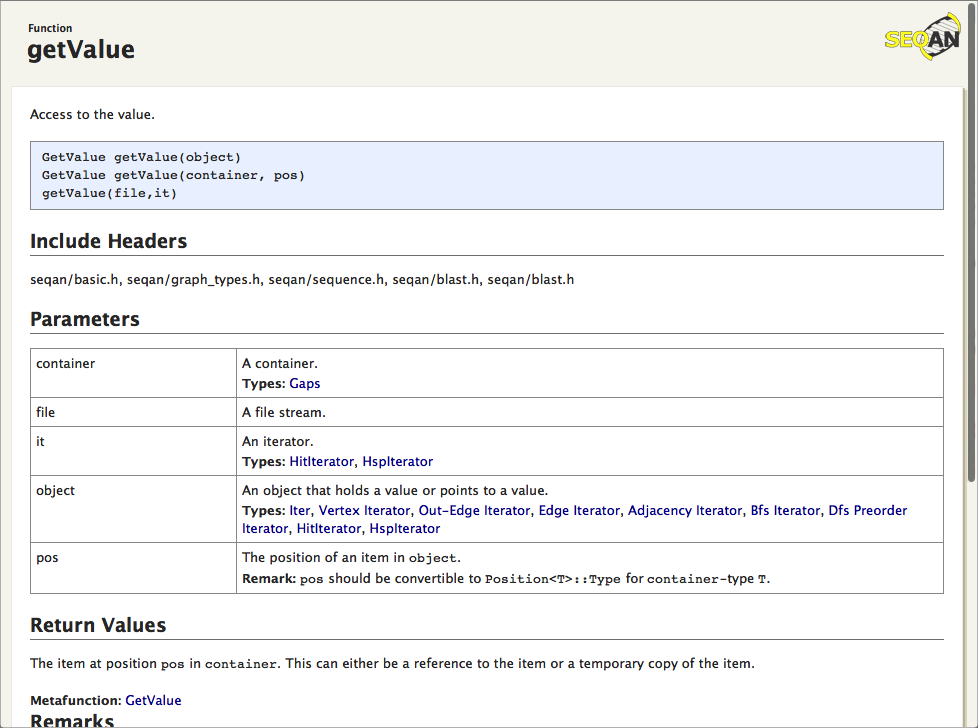 Function
getValue
SEQAN
Access to the value.
GetValue getValue(object)
GetValue getValue(container, pos)
getValue(file,it)
Include Headers
seqan/basic.h, seqan/graph_types.h, seqan/sequence.h, seqan/blast.h, seqan/blast.h
Parameters
container
A container.
Types: Gaps
file
A file stream.
it
An iterator.
Types: HitIterator, HspIterator
object
An object that holds a value or points to a value.
Types: Iter, Vertex Iterator, Out-Edge Iterator, Edge Iterator, Adjacency Iterator, Bfs Iterator, Dfs Preorder
Iterator, HitIterator, HspIterator
pos
The position of an item in object.
Remark: pos should be convertible to Position<T>::Type for container-type T.
Return Values
The item at position pos in container. This can either be a reference to the item or a temporary copy of the item.
Metafunction: GetValue
Remarks